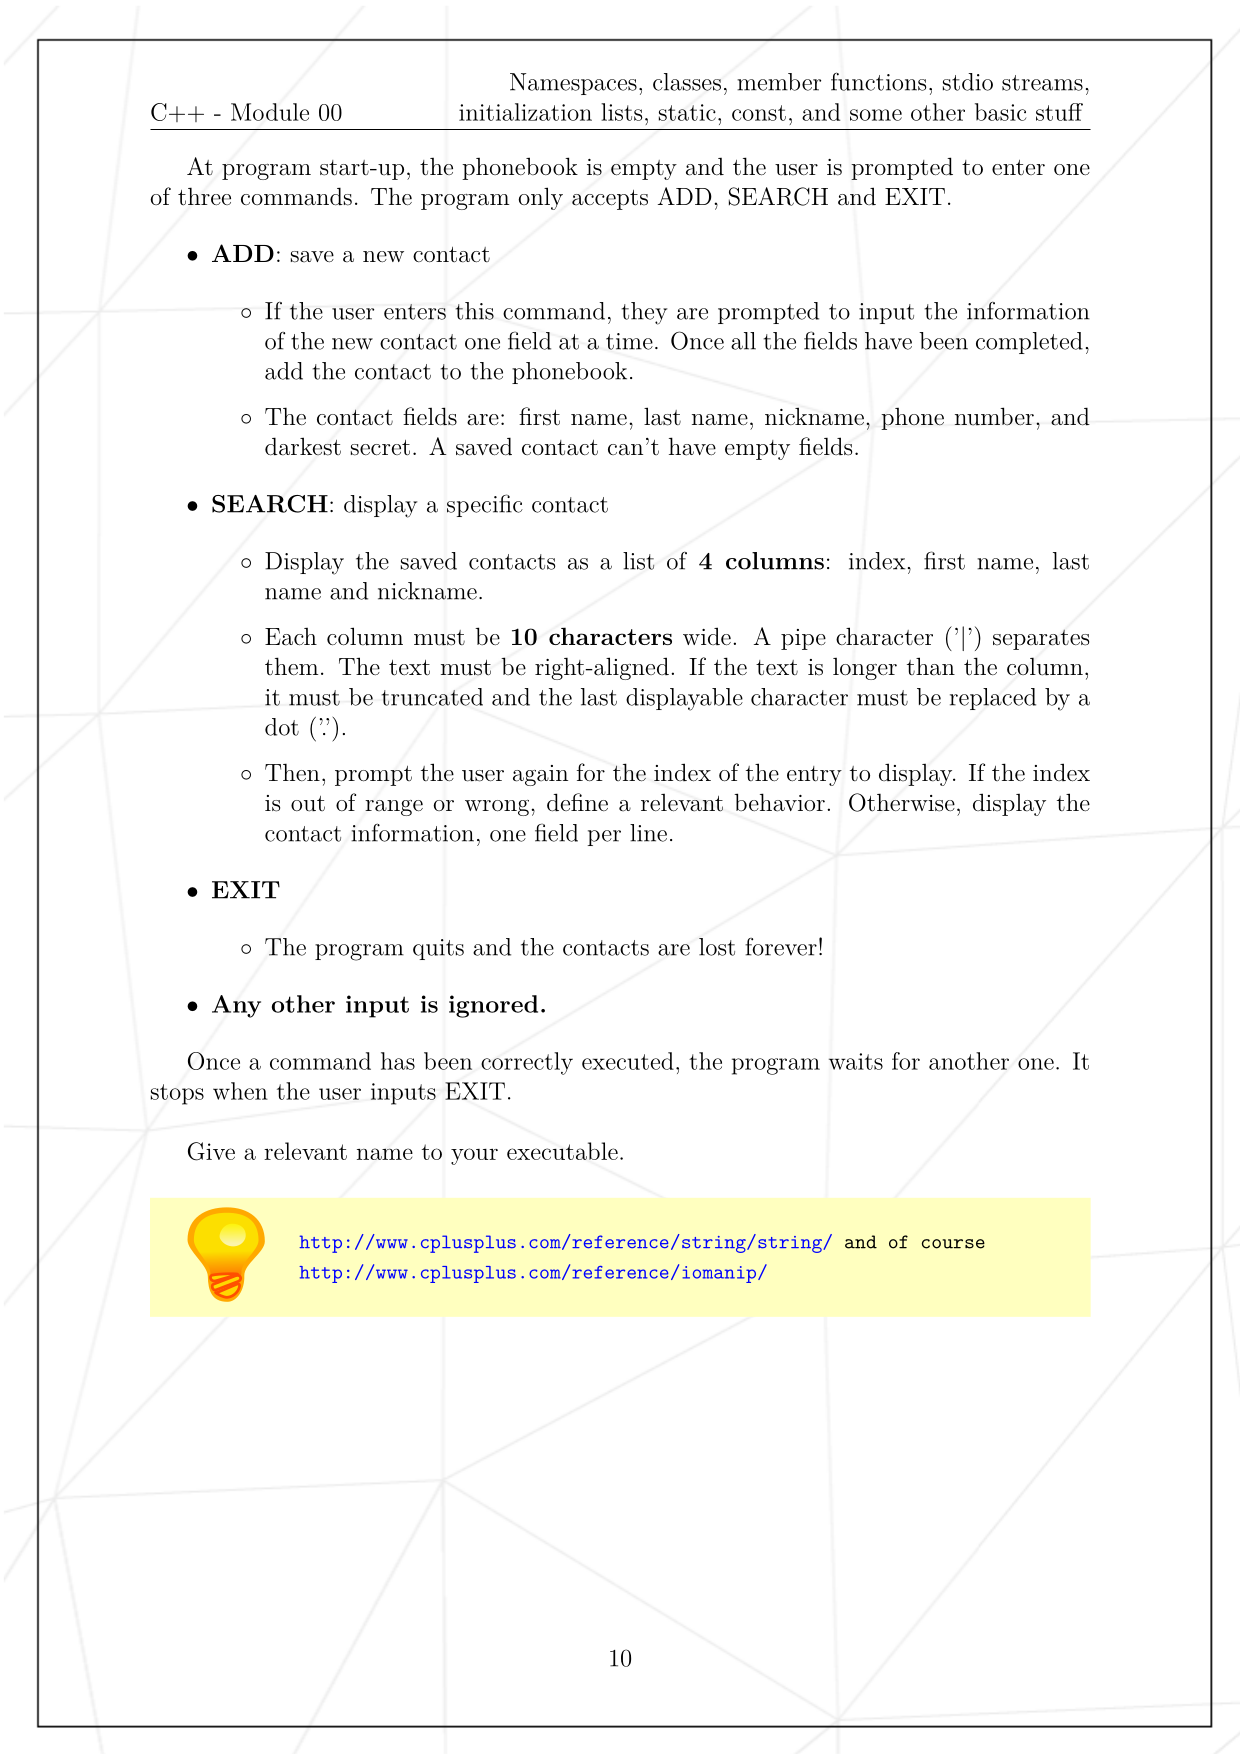 Namespaces, classes, member functions, stdio streams,
C++ - Module 00 initialization lists, static, const, and some other basic stuff
At program start-up, the phonebook is empty and the user is prompted to enter one
of three commands. The program only accepts ADD, SEARCH and EXIT.
• ADD: save a new contact
◦ If the user enters this command, they are prompted to input the information
of the new contact one field at a time. Once all the fields have been completed,
add the contact to the phonebook.
◦ The contact fields are: first name, last name, nickname, phone number, and
darkest secret. A saved contact can’t have empty fields.
• SEARCH: display a specific contact
◦ Display the saved contacts as a list of 4 columns: index, first name, last
name and nickname.
◦ Each column must be 10 characters wide. A pipe character (’|’) separates
them. The text must be right-aligned. If the text is longer than the column,
it must be truncated and the last displayable character must be replaced by a
dot (’.’).
◦ Then, prompt the user again for the index of the entry to display. If the index
is out of range or wrong, define a relevant behavior. Otherwise, display the
contact information, one field per line.
• EXIT
◦ The program quits and the contacts are lost forever!
• Any other input is ignored.
Once a command has been correctly executed, the program waits for another one. It
stops when the user inputs EXIT.
Give a relevant name to your executable.
http://www.cplusplus.com/reference/string/string/ and of course
http://www.cplusplus.com/reference/iomanip/
10